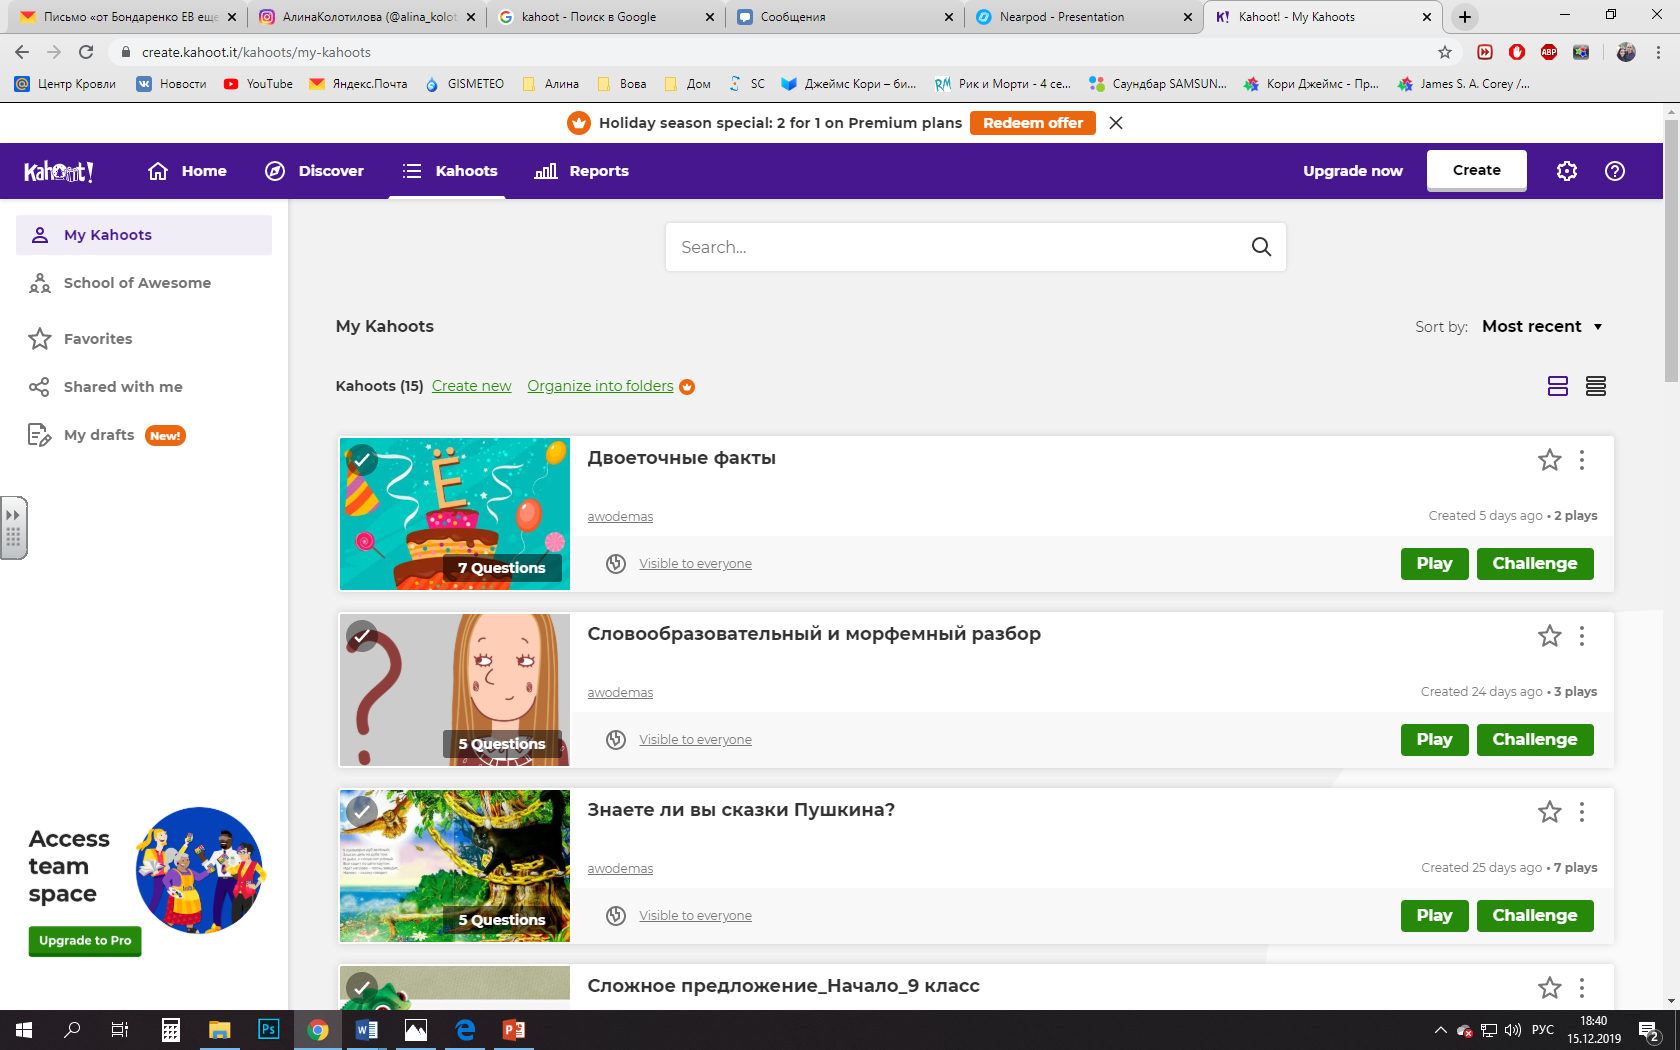 Письмо «от Бондаренко ЕВ еще
АлинаКолотилова (@alina_kolot
kahoot - Поиск в Google
Сообщения
Nearpod - Presentation
Kahoot! - My Kahoots
create.kahoot.it/kahoots/my-kahoots
Центр Кровли
Новости
YouTube
Яндекс.Почта
GISMETEO
Алина
Вова
Дом
SC
Джеймс Кори – би...
Рик и Морти - 4 се...
Саундбар SAMSUN...
Кори Джеймс - Пр...
James S. A. Corey /...
Holiday season special: 2 for 1 on Premium plans
Redeem offer
Kahoot!
Home
Discover
Kahoots
Reports
Upgrade now
Create
My Kahoots
School of Awesome
Favorites
Shared with me
My drafts New!
Access
team
space
Upgrade to Pro
Search...
My Kahoots
Sort by: Most recent
Kahoots (15) Create new Organize into folders
Ё
7 Questions
Двоеточные факты
awodemas
Created 5 days ago • 2 plays
Visible to everyone
Play
Challenge
5 Questions
Словообразовательный и морфемный разбор
awodemas
Created 24 days ago • 3 plays
Visible to everyone
Play
Challenge
5 Questions
Знаете ли вы сказки Пушкина?
awodemas
Created 25 days ago • 7 plays
Visible to everyone
Play
Challenge
Сложное предложение_Начало_9 класс
РУС
18:40
15.12.2019
2